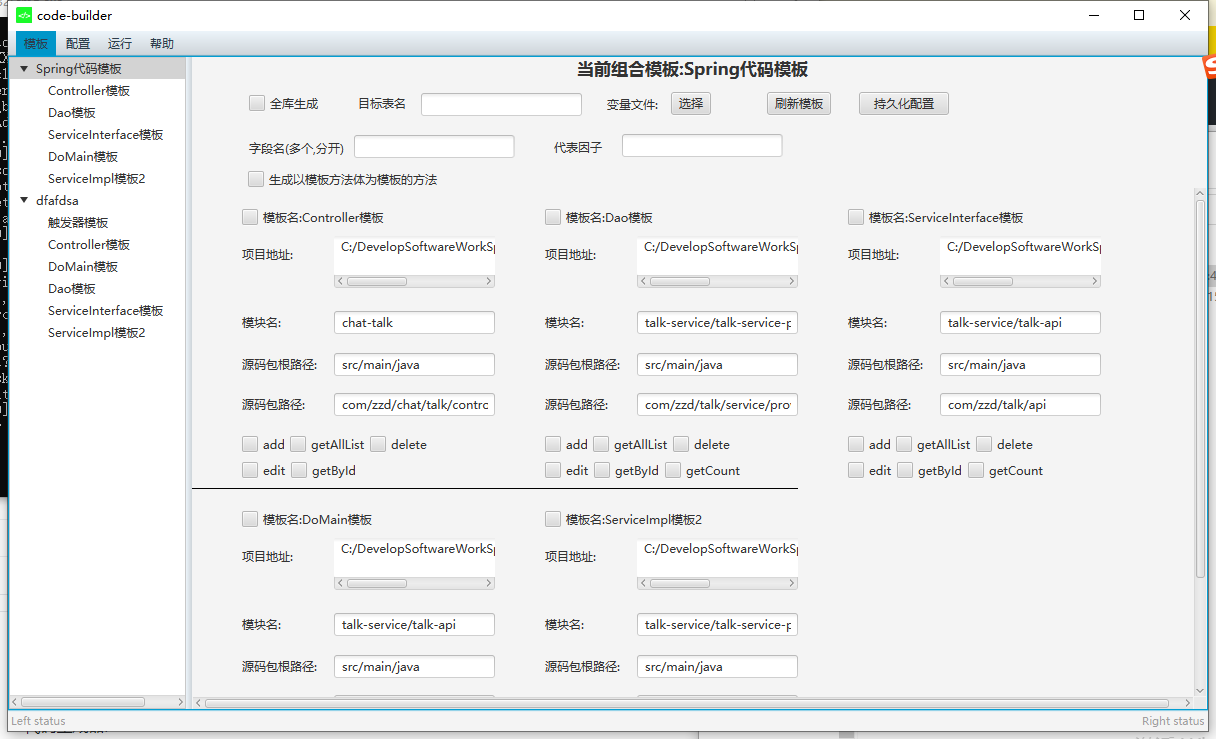 code-builder
模板 配置 运行 帮助
Spring代码模板
Controller模板
Dao模板
ServiceInterface模板
DoMain模板
ServiceImpl模板2
dfafdsa
触发器模板
Controller模板
DoMain模板
Dao模板
ServiceInterface模板
ServiceImpl模板2
当前组合模板:Spring代码模板
全库生成 目标表名 变量文件: 选择 刷新模板 持久化配置
字段名(多个,分开) 代表因子
生成以模板方法体为模板的方法
模板名:Controller模板 模板名:Dao模板 模板名:ServiceInterface模板
项目地址: C:/DevelopSoftwareWorkSp 项目地址: C:/DevelopSoftwareWorkSp 项目地址: C:/DevelopSoftwareWorkSp
模块名: chat-talk 模块名: talk-service/talk-service-p 模块名: talk-service/talk-api
源码包根路径: src/main/java 源码包根路径: src/main/java 源码包根路径: src/main/java
源码包路径: com/zzd/chat/talk/contro 源码包路径: com/zzd/talk/service/prov 源码包路径: com/zzd/talk/api
add getAllList delete add getAllList delete add getAllList delete
edit getById edit getById getCount edit getById getCount
模板名:DoMain模板 模板名:ServiceImpl模板2
项目地址: C:/DevelopSoftwareWorkSp 项目地址: C:/DevelopSoftwareWorkSp
模块名: talk-service/talk-api 模块名: talk-service/talk-service-p
源码包根路径: src/main/java 源码包根路径: src/main/java
Left status Right status